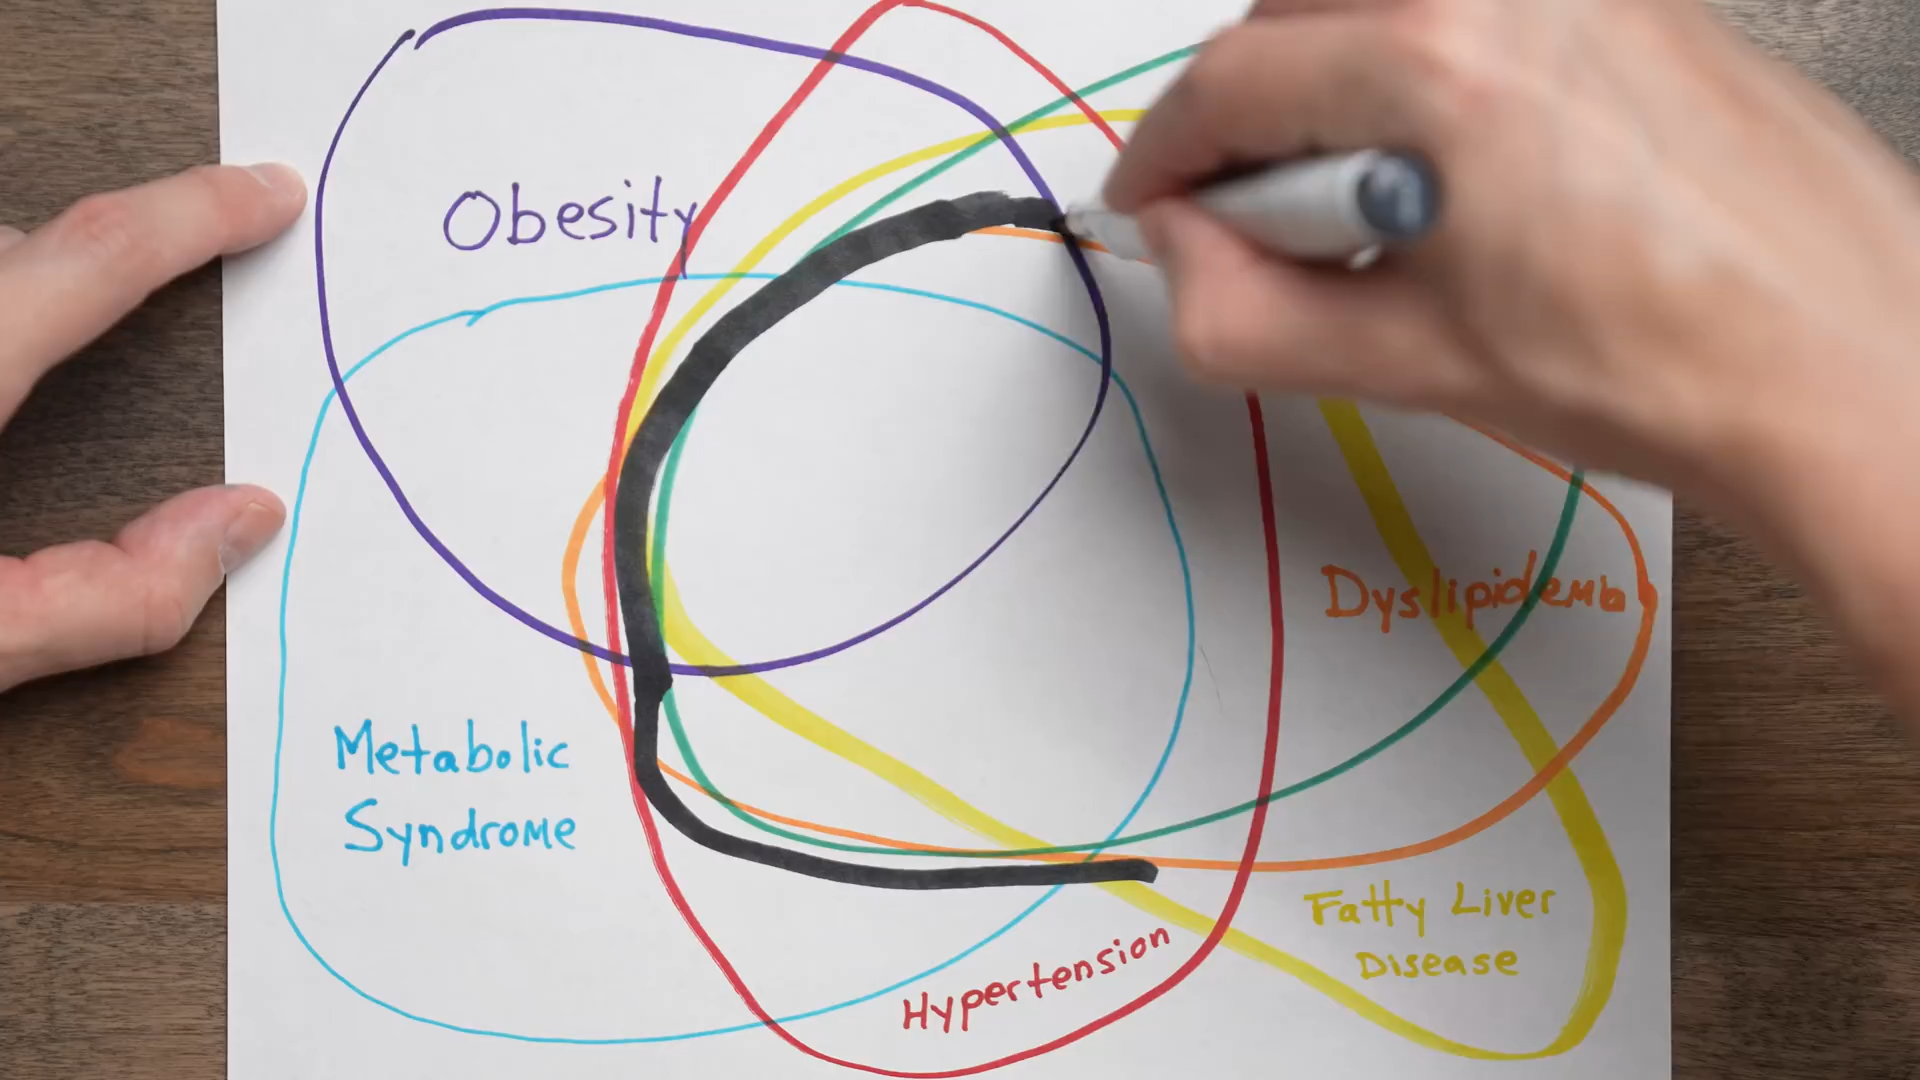 Obesity
Metabolic
Syndrome
Dyslipidemia
Fatty Liver
Disease
Hypertension